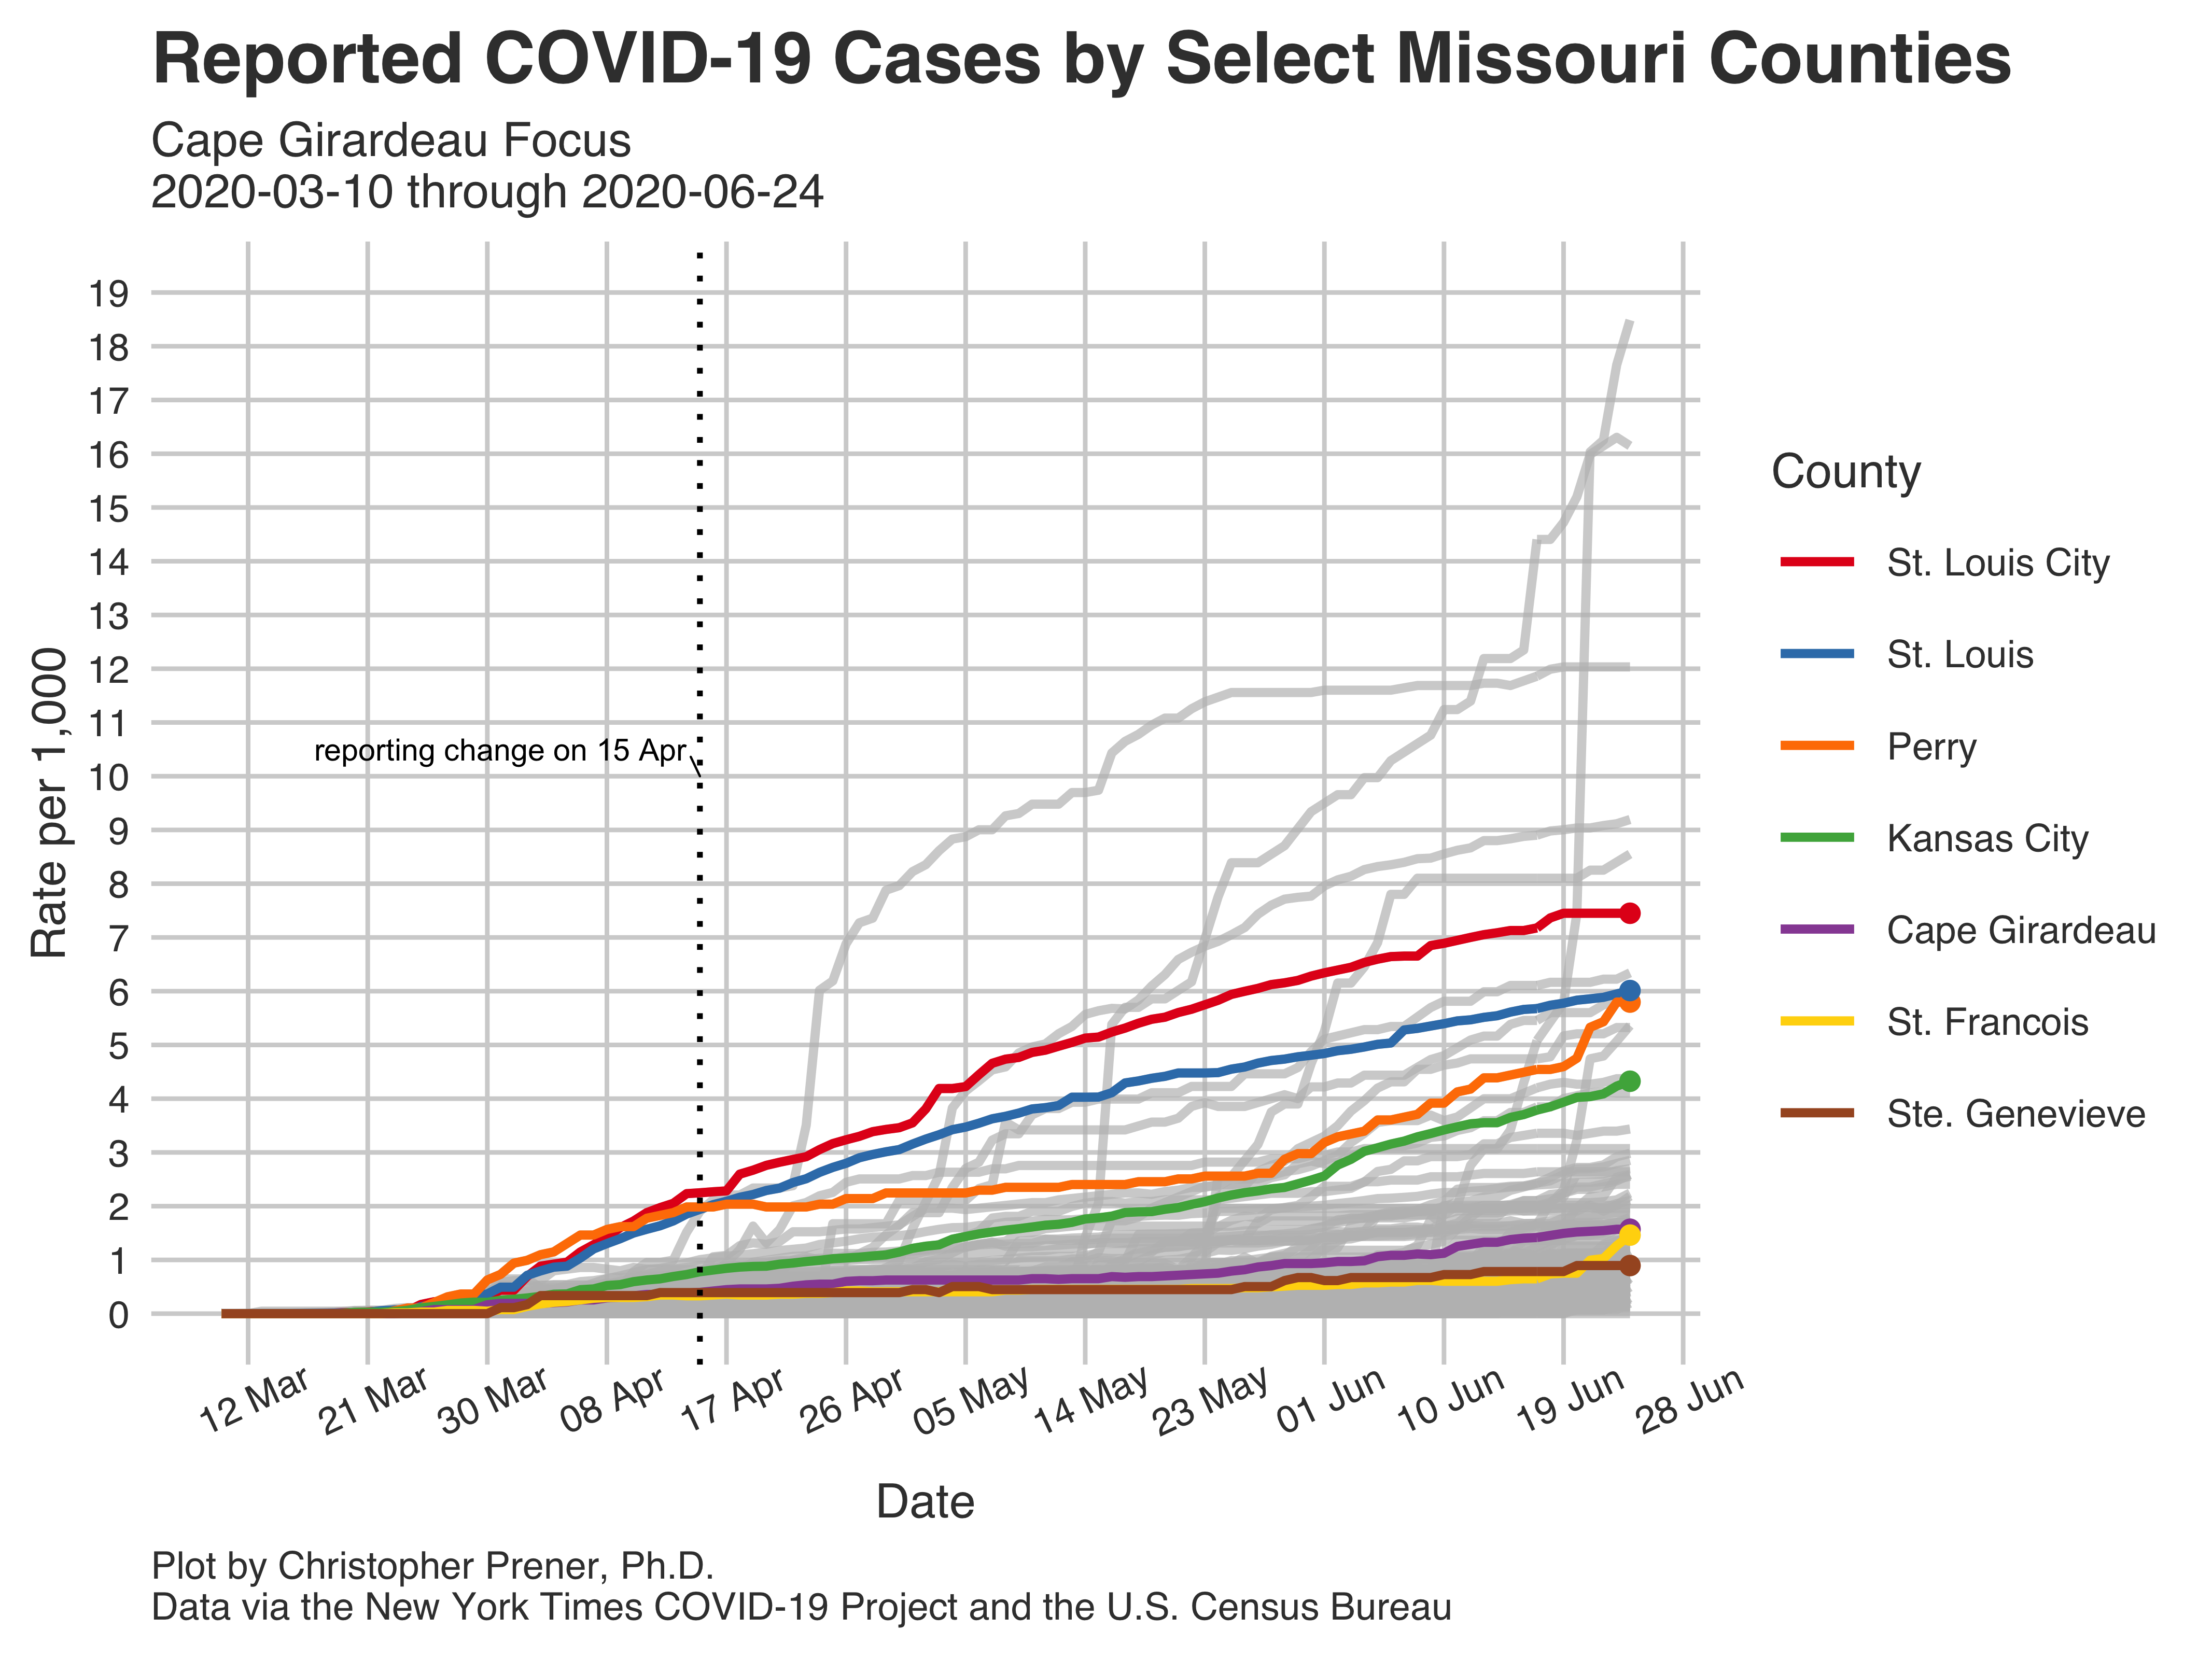 Reported COVID-19 Cases by Select Missouri Counties
Cape Girardeau Focus
2020-03-10 through 2020-06-24
19
18
17
16
15
14
13
12
11
10
9
8
7
6
5
4
3
2
1
0
Rate per 1,000
reporting change on 15 Apr
12 Mar
21 Mar
30 Mar
08 Apr
17 Apr
26 Apr
05 May
14 May
23 May
01 Jun
10 Jun
19 Jun
28 Jun
Date
County
St. Louis City
St. Louis
Perry
Kansas City
Cape Girardeau
St. Francois
Ste. Genevieve
Plot by Christopher Prener, Ph.D.
Data via the New York Times COVID-19 Project and the U.S. Census Bureau